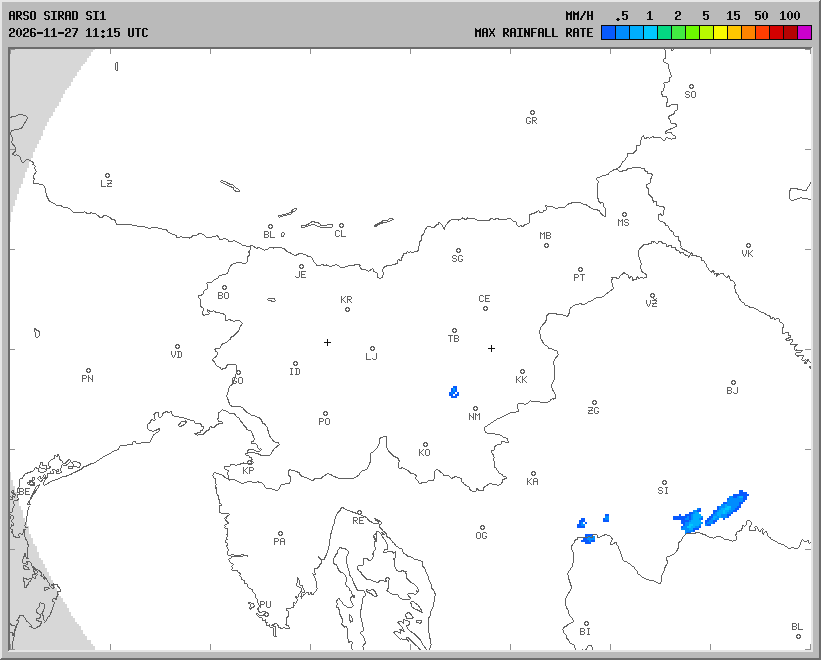 ARSO SIRAD SI1
2026-11-27 11:15 UTC
MM/H .5 1 2 5 15 50 100
MAX RAINFALL RATE
SO
GR
LZ
MS
BL CL MB
VK
SG
JE PT
BO KR CE VZ
TB
VD LJ
PN GO ID KK BJ
NM ZG
PO
KO
KP KA
BE SI
RE
PA OG
PU
BI BL